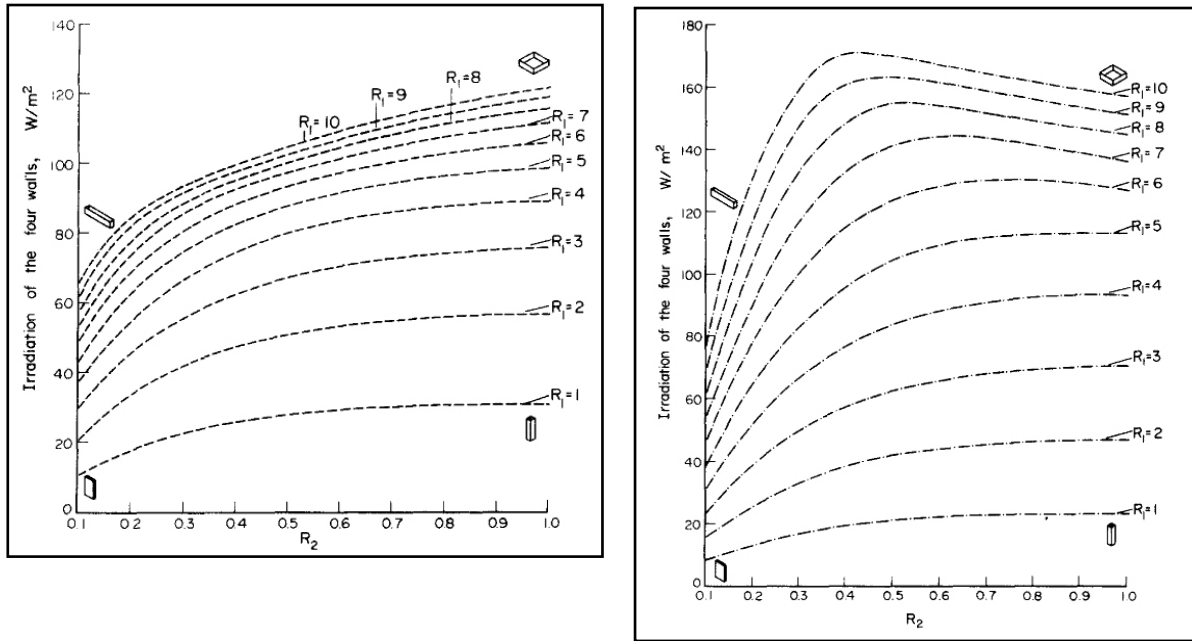 Irradiation of the four walls, W/m²
140
120
100
80
60
40
20
0
R₁=10
R₁=9
R₁=8
R₁=7
R₁=6
R₁=5
R₁=4
R₁=3
R₁=2
R₁=1
0.1 0.2 0.3 0.4 0.5 0.6 0.7 0.8 0.9 1.0
R₂
Irradiation of the four walls, W/ m²
180
160
140
120
100
80
60
40
20
0
R₁=10
R₁=9
R₁=8
R₁=7
R₁=6
R₁=5
R₁=4
R₁=3
R₁=2
R₁=1
0.1 0.2 0.3 0.4 0.5 0.6 0.7 0.8 0.9 1.0
R₂